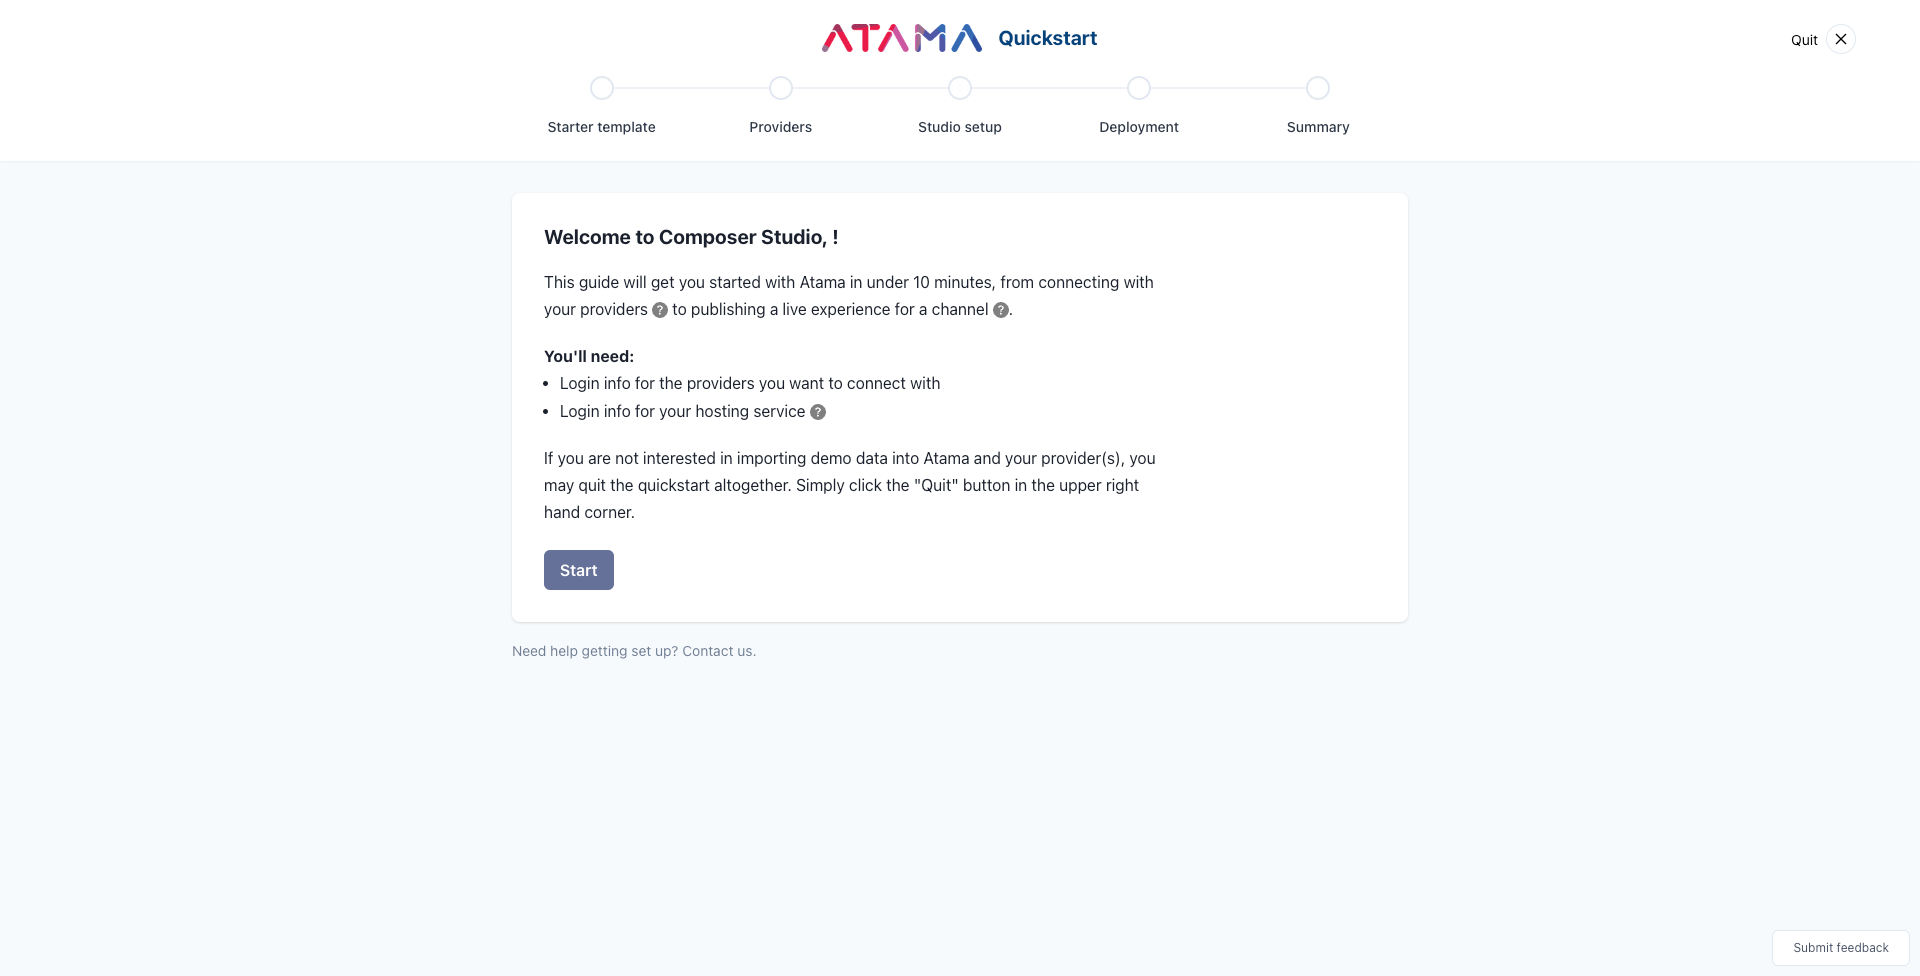 ATAMA Quickstart
Quit
Starter template
Providers
Studio setup
Deployment
Summary
Welcome to Composer Studio, !
This guide will get you started with Atama in under 10 minutes, from connecting with
your providers ? to publishing a live experience for a channel ?.
You'll need:
• Login info for the providers you want to connect with
• Login info for your hosting service ?
If you are not interested in importing demo data into Atama and your provider(s), you
may quit the quickstart altogether. Simply click the "Quit" button in the upper right
hand corner.
Start
Need help getting set up? Contact us.
Submit feedback